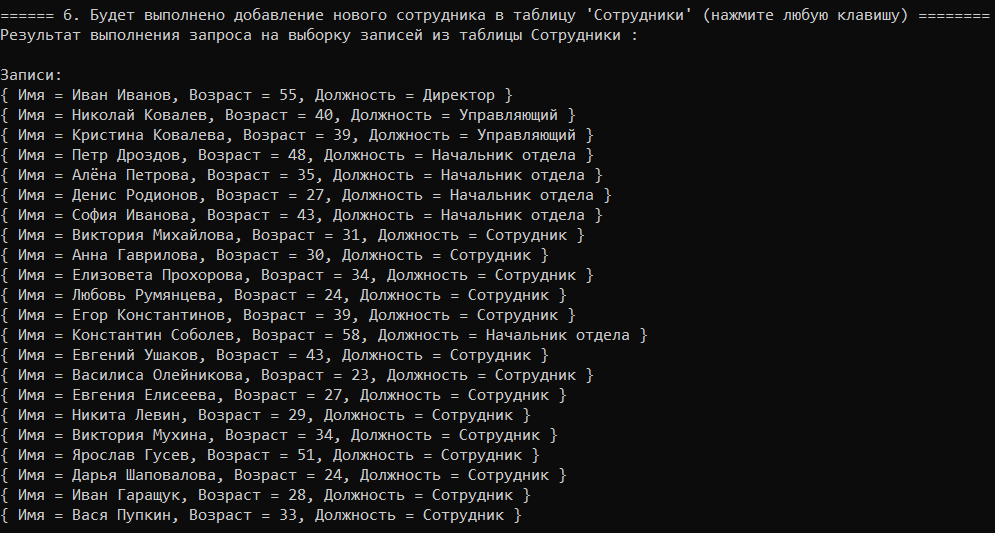 ====== 6. Будет выполнено добавление нового сотрудника в таблицу 'Сотрудники' (нажмите любую клавишу) ========
Результат выполнения запроса на выборку записей из таблицы Сотрудники :
Записи:
{ Имя = Иван Иванов, Возраст = 55, Должность = Директор }
{ Имя = Николай Ковалев, Возраст = 40, Должность = Управляющий }
{ Имя = Кристина Ковалева, Возраст = 39, Должность = Управляющий }
{ Имя = Петр Дроздов, Возраст = 48, Должность = Начальник отдела }
{ Имя = Алёна Петрова, Возраст = 35, Должность = Начальник отдела }
{ Имя = Денис Родионов, Возраст = 27, Должность = Начальник отдела }
{ Имя = София Иванова, Возраст = 43, Должность = Начальник отдела }
{ Имя = Виктория Михайлова, Возраст = 31, Должность = Сотрудник }
{ Имя = Анна Гаврилова, Возраст = 30, Должность = Сотрудник }
{ Имя = Елизовета Прохорова, Возраст = 34, Должность = Сотрудник }
{ Имя = Любовь Румянцева, Возраст = 24, Должность = Сотрудник }
{ Имя = Егор Константинов, Возраст = 39, Должность = Сотрудник }
{ Имя = Константин Соболев, Возраст = 58, Должность = Начальник отдела }
{ Имя = Евгений Ушаков, Возраст = 43, Должность = Сотрудник }
{ Имя = Василиса Олейникова, Возраст = 23, Должность = Сотрудник }
{ Имя = Евгения Елисеева, Возраст = 27, Должность = Сотрудник }
{ Имя = Никита Левин, Возраст = 29, Должность = Сотрудник }
{ Имя = Виктория Мухина, Возраст = 34, Должность = Сотрудник }
{ Имя = Ярослав Гусев, Возраст = 51, Должность = Сотрудник }
{ Имя = Дарья Шаповалова, Возраст = 24, Должность = Сотрудник }
{ Имя = Иван Гаращук, Возраст = 28, Должность = Сотрудник }
{ Имя = Вася Пупкин, Возраст = 33, Должность = Сотрудник }